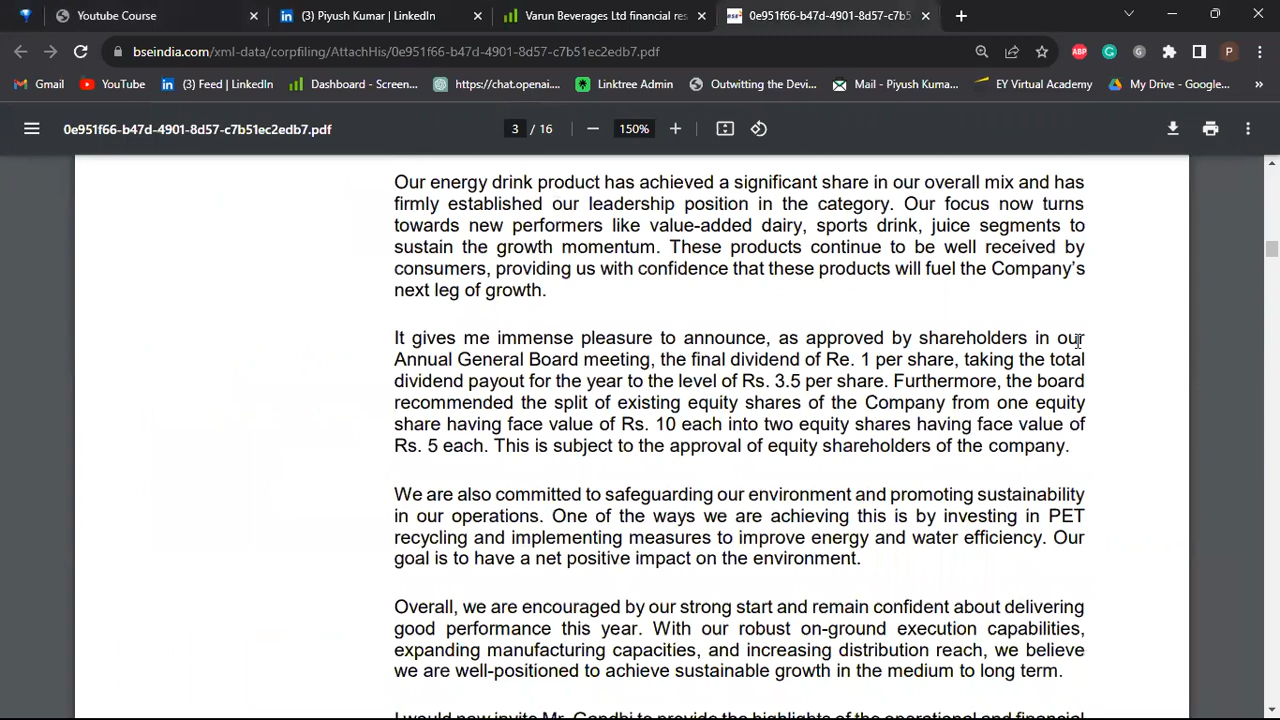 Youtube Course
(3) Piyush Kumar | LinkedIn
Varun Beverages Ltd financial res
0e951f66-b47d-4901-8d57-c7b5
bseindia.com/xml-data/corpfiling/AttachHis/0e951f66-b47d-4901-8d57-c7b51ec2edb7.pdf
ABP
P
Gmail
YouTube
(3) Feed | LinkedIn
Dashboard - Screen...
https://chat.openai....
Linktree Admin
Outwitting the Devi...
Mail - Piyush Kuma...
EY Virtual Academy
My Drive - Google...
»
0e951f66-b47d-4901-8d57-c7b51ec2edb7.pdf
3 / 16
150%
Our energy drink product has achieved a significant share in our overall mix and has
firmly established our leadership position in the category. Our focus now turns
towards new performers like value-added dairy, sports drink, juice segments to
sustain the growth momentum. These products continue to be well received by
consumers, providing us with confidence that these products will fuel the Company's
next leg of growth.
It gives me immense pleasure to announce, as approved by shareholders in our
Annual General Board meeting, the final dividend of Re. 1 per share, taking the total
dividend payout for the year to the level of Rs. 3.5 per share. Furthermore, the board
recommended the split of existing equity shares of the Company from one equity
share having face value of Rs. 10 each into two equity shares having face value of
Rs. 5 each. This is subject to the approval of equity shareholders of the company.
We are also committed to safeguarding our environment and promoting sustainability
in our operations. One of the ways we are achieving this is by investing in PET
recycling and implementing measures to improve energy and water efficiency. Our
goal is to have a net positive impact on the environment.
Overall, we are encouraged by our strong start and remain confident about delivering
good performance this year. With our robust on-ground execution capabilities,
expanding manufacturing capacities, and increasing distribution reach, we believe
we are well-positioned to achieve sustainable growth in the medium to long term.
I would now invite Mr. Gandhi to provide the highlights of the operational and financial